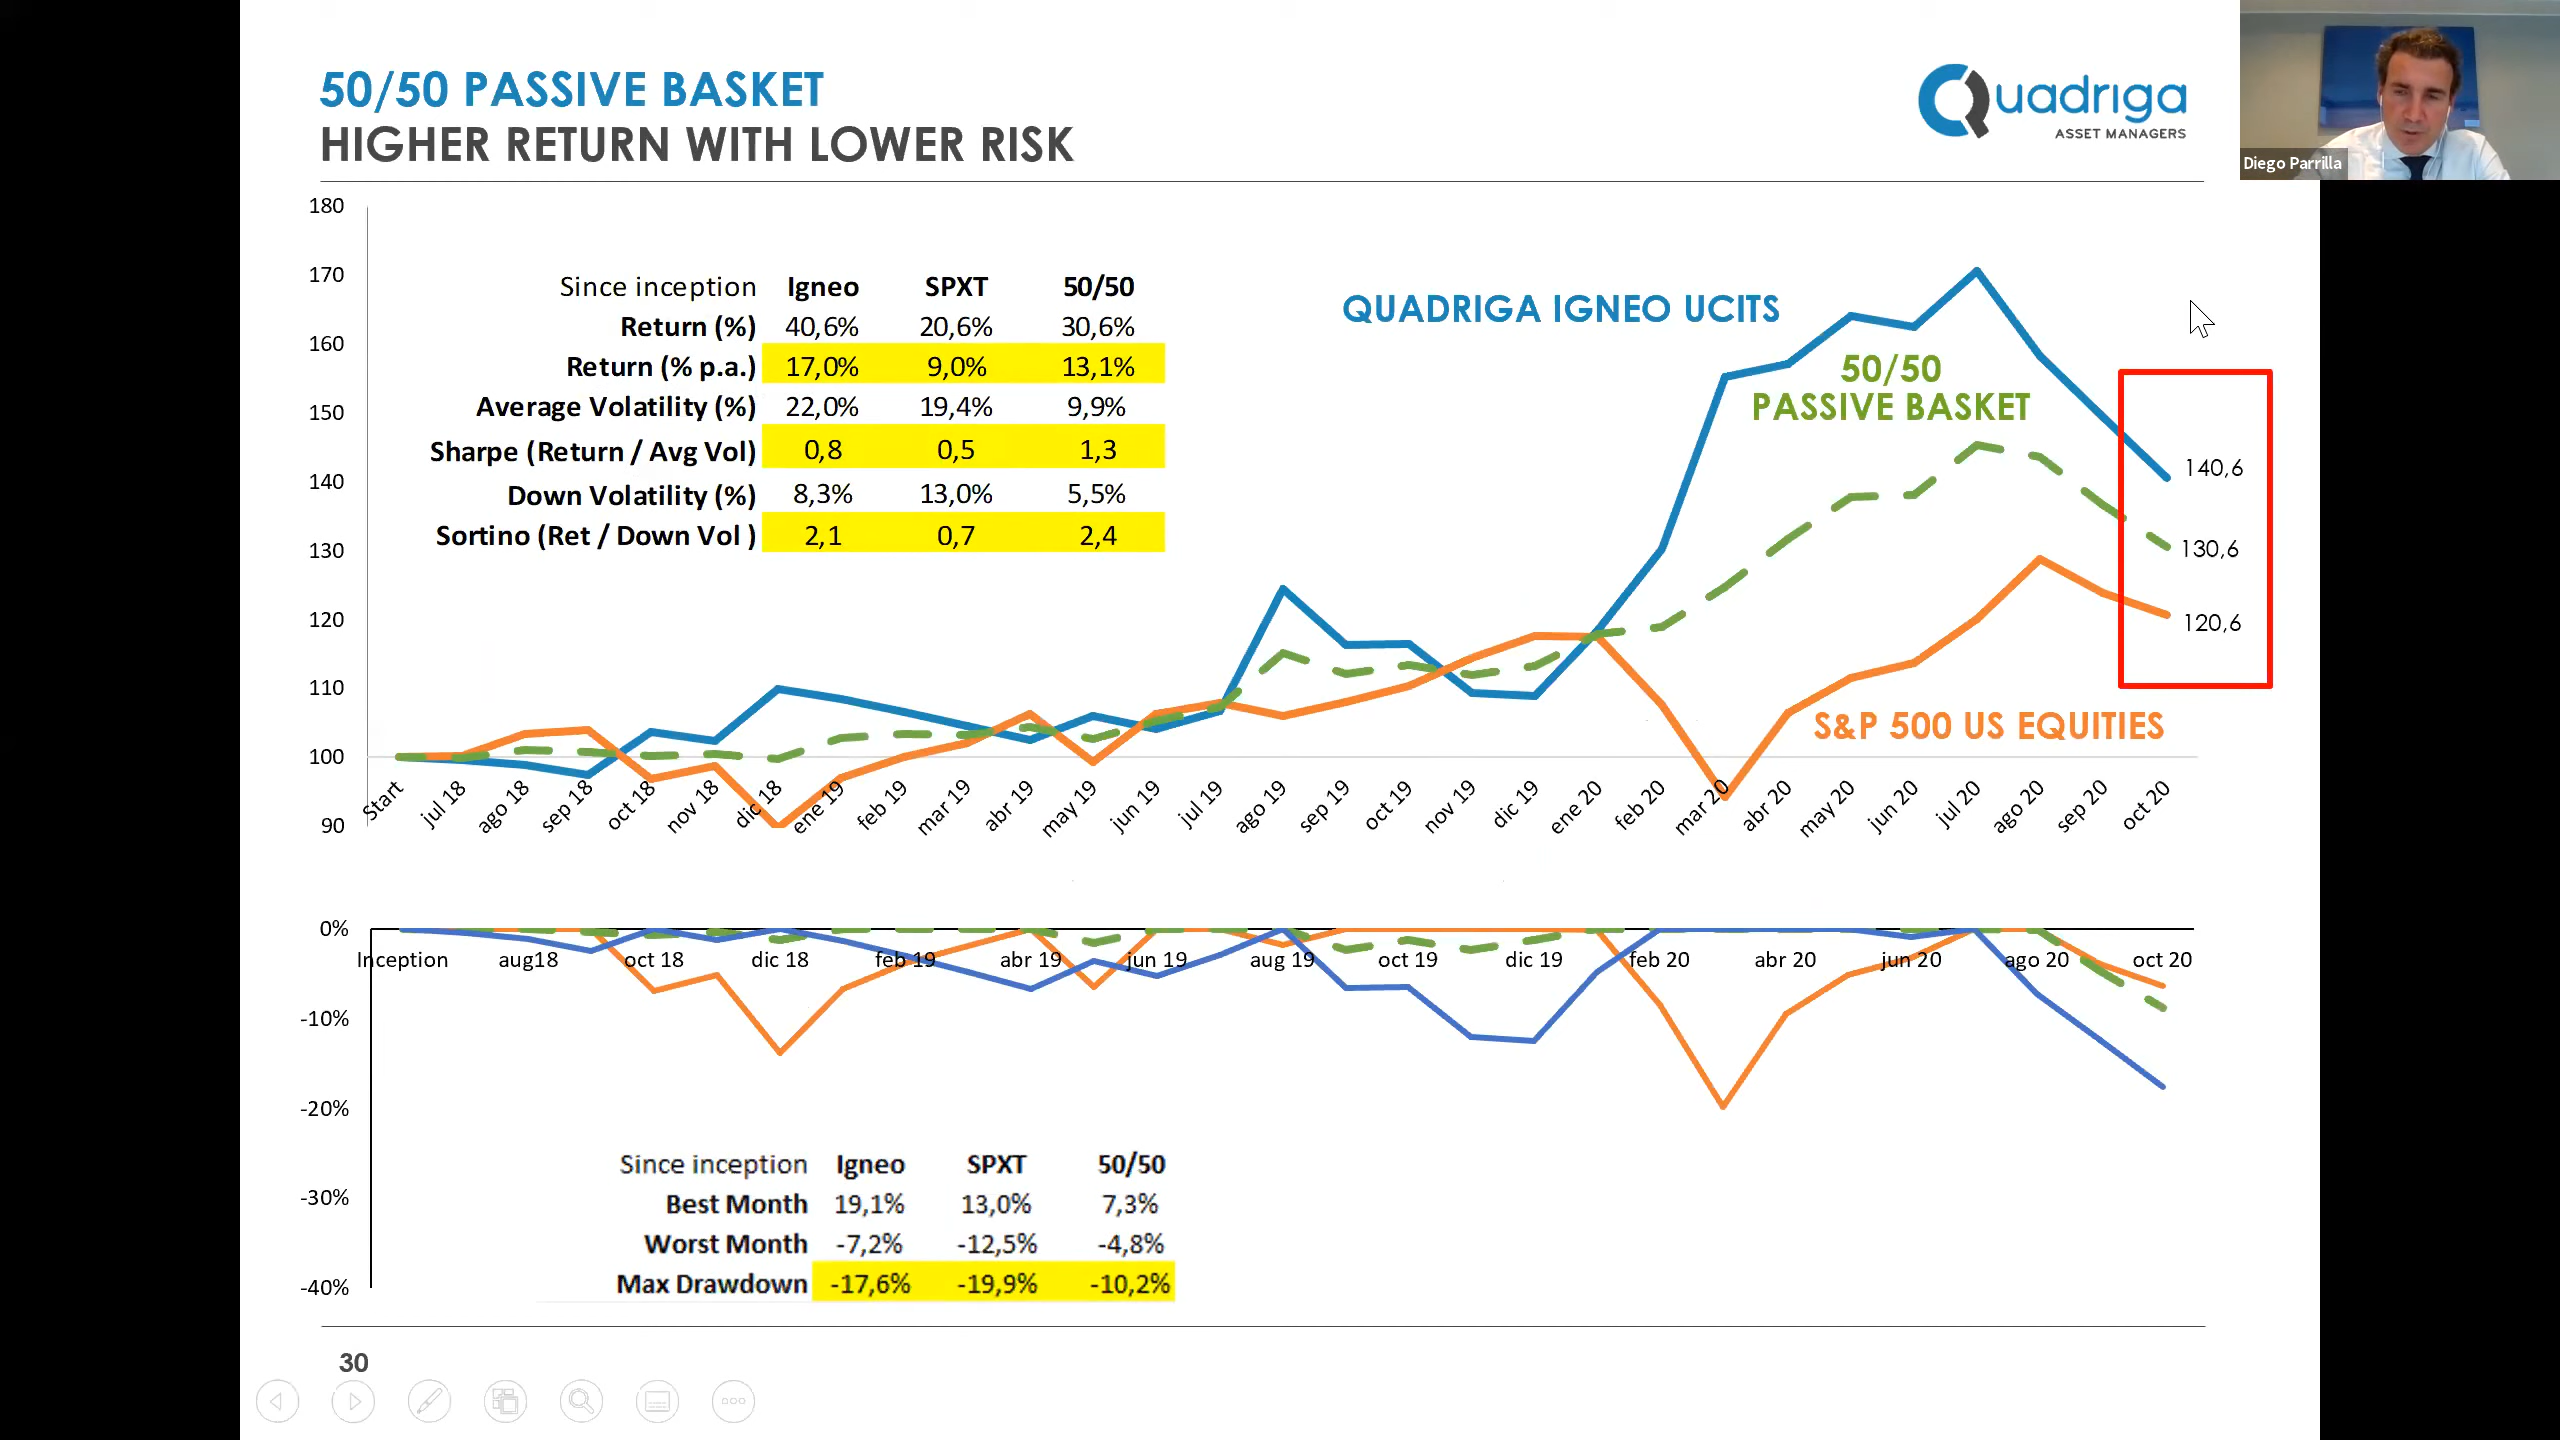 50/50 PASSIVE BASKET
HIGHER RETURN WITH LOWER RISK
Quadriga
ASSET MANAGERS
Diego Parrilla
180
170
160
150
140
130
120
110
100
90
Since inception Igneo SPXT 50/50
Return (%) 40,6% 20,6% 30,6%
Return (% p.a.) 17,0% 9,0% 13,1%
Average Volatility (%) 22,0% 19,4% 9,9%
Sharpe (Return / Avg Vol) 0,8 0,5 1,3
Down Volatility (%) 8,3% 13,0% 5,5%
Sortino (Ret / Down Vol ) 2,1 0,7 2,4
QUADRIGA IGNEO UCITS
50/50
PASSIVE BASKET
140,6
130,6
120,6
S&P 500 US EQUITIES
Start jul 18 ago 18 sep 18 oct 18 nov 18 dic 18 ene 19 feb 19 mar 19 abr 19 may 19 jun 19 jul 19 ago 19 sep 19 oct 19 nov 19 dic 19 ene 20 feb 20 mar 20 abr 20 may 20 jun 20 jul 20 ago 20 sep 20 oct 20
0%
-10%
-20%
-30%
-40%
Inception aug18 oct 18 dic 18 feb 19 abr 19 jun 19 aug 19 oct 19 dic 19 feb 20 abr 20 jun 20 ago 20 oct 20
Since inception Igneo SPXT 50/50
Best Month 19,1% 13,0% 7,3%
Worst Month -7,2% -12,5% -4,8%
Max Drawdown -17,6% -19,9% -10,2%
30